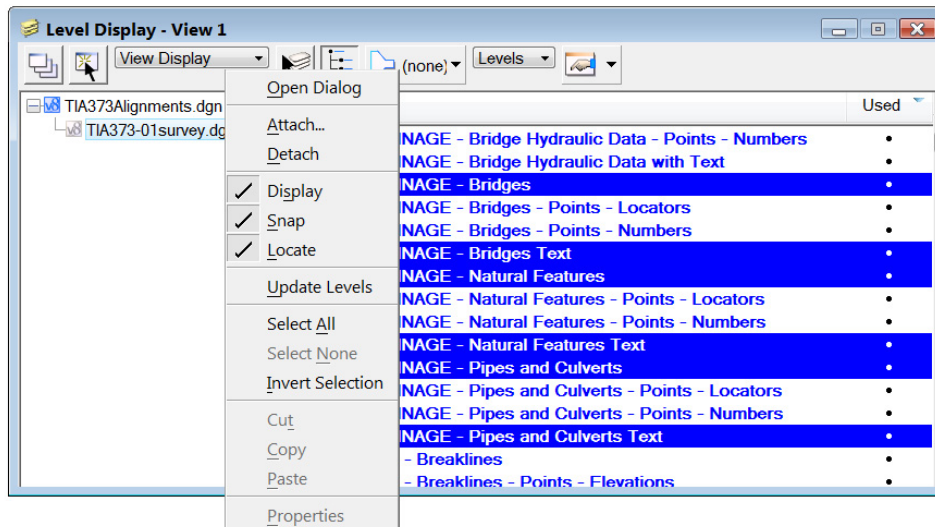 Level Display - View 1
View Display
(none)
Levels
TIA373Alignments.dgn
TIA373-01survey.dg
Used
Open Dialog
Attach...
Detach
Display
Snap
Locate
Update Levels
Select All
Select None
Invert Selection
Cut
Copy
Paste
Properties
NAGE - Bridge Hydraulic Data - Points - Numbers
NAGE - Bridge Hydraulic Data with Text
NAGE - Bridges
NAGE - Bridges - Points - Locators
NAGE - Bridges - Points - Numbers
NAGE - Bridges Text
NAGE - Natural Features
NAGE - Natural Features - Points - Locators
NAGE - Natural Features - Points - Numbers
NAGE - Natural Features Text
NAGE - Pipes and Culverts
NAGE - Pipes and Culverts - Points - Locators
NAGE - Pipes and Culverts - Points - Numbers
NAGE - Pipes and Culverts Text
- Breaklines
- Breaklines - Points - Elevations